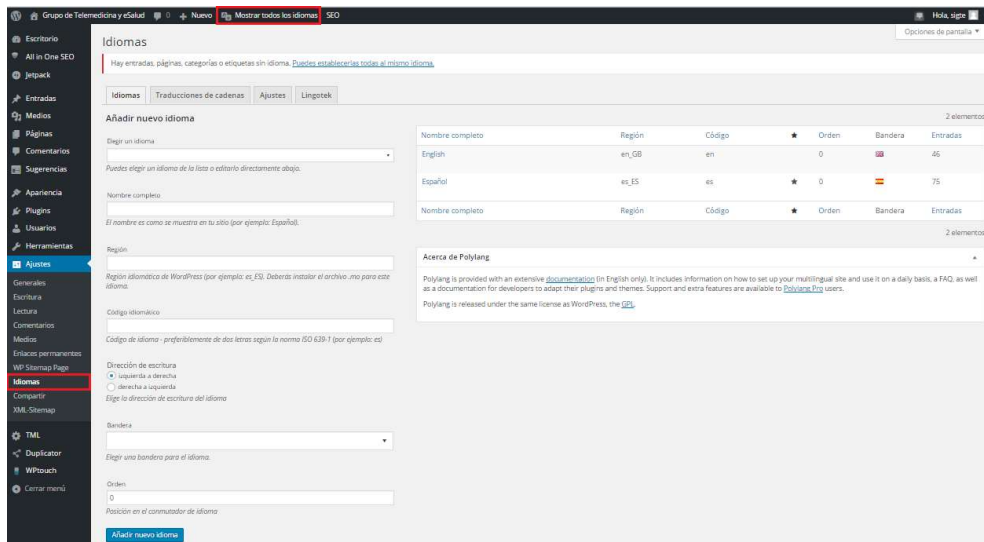 Grupo de Telemedicina y eSalud 0 + Nuevo Mostrar todos los idiomas SEO Hola, sigte
Opciones de pantalla ▼
Escritorio
All in One SEO
Jetpack
Entradas
Medios
Páginas
Comentarios
Sugerencias
Apariencia
Plugins
Usuarios
Herramientas
Ajustes
Generales
Escritura
Lectura
Comentarios
Medios
Enlaces permanentes
WP Sitemap Page
Idiomas
Compartir
XML-Sitemap
TML
Duplicator
WPtouch
Cerrar menú
Idiomas
Hay entradas, páginas, categorías o etiquetas sin idioma. Puedes establecerlas todas al mismo idioma.
Idiomas Traducciones de cadenas Ajustes Lingotek
Añadir nuevo idioma
Elegir un idioma
Puedes elegir un idioma de la lista o editarlo directamente abajo.
Nombre completo
El nombre es como se muestra en tu sitio (por ejemplo: Español).
Región
Región idiomática de WordPress (por ejemplo: es_ES). Deberás instalar el archivo .mo para este
idioma.
Código idiomático
Código de idioma - preferiblemente de dos letras según la norma ISO 639-1 (por ejemplo: es)
Dirección de escritura
izquierda a derecha
derecha a izquierda
Elige la dirección de escritura del idioma
Bandera
Elegir una bandera para el idioma.
Orden
0
Posición en el conmutador de idioma
Añadir nuevo idioma
2 elementos
Nombre completo Región Código ★ Orden Bandera Entradas
English en_GB en 0 46
Español es_ES es ★ 0 75
Nombre completo Región Código ★ Orden Bandera Entradas
2 elementos
Acerca de Polylang
Polylang is provided with an extensive documentation (in English only). It includes information on how to set up your multilingual site and use it on a daily basis, a FAQ, as well
as a documentation for developers to adapt their plugins and themes. Support and extra features are available to Polylang Pro users.
Polylang is released under the same license as WordPress, the GPL.